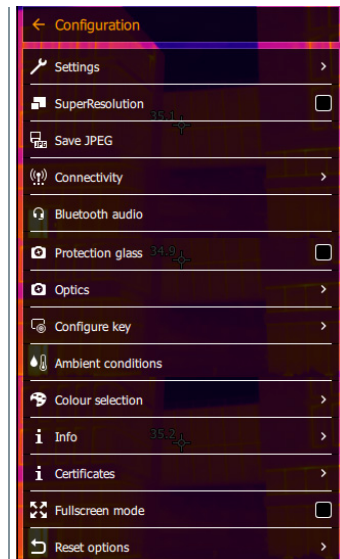 Configuration
Settings
SuperResolution
35.1
Save JPEG
Connectivity
Bluetooth audio
Protection glass
34.9
Optics
Configure key
Ambient conditions
Colour selection
Info
35.2
Certificates
Fullscreen mode
Reset options